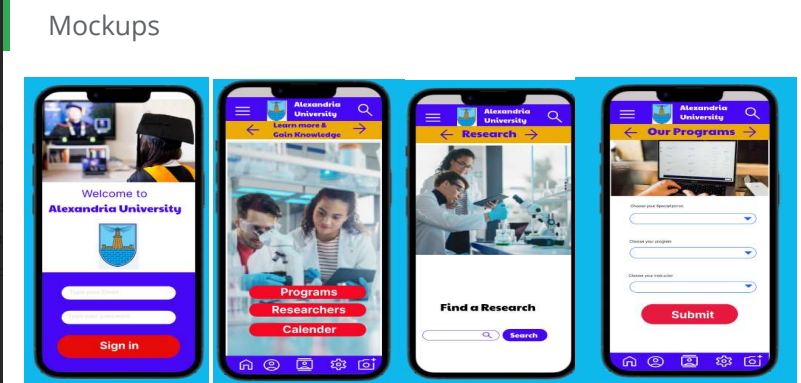 Mockups
Welcome to
Alexandria University
Type your Email
Type your password
Sign in
Alexandria
University
Learn more &
Gain Knowledge
Programs
Researchers
Calender
Alexandria
University
Research
Find a Research
Search
Alexandria
University
Our Programs
Choose your Specialization
Choose your program
Choose your instructor
Submit